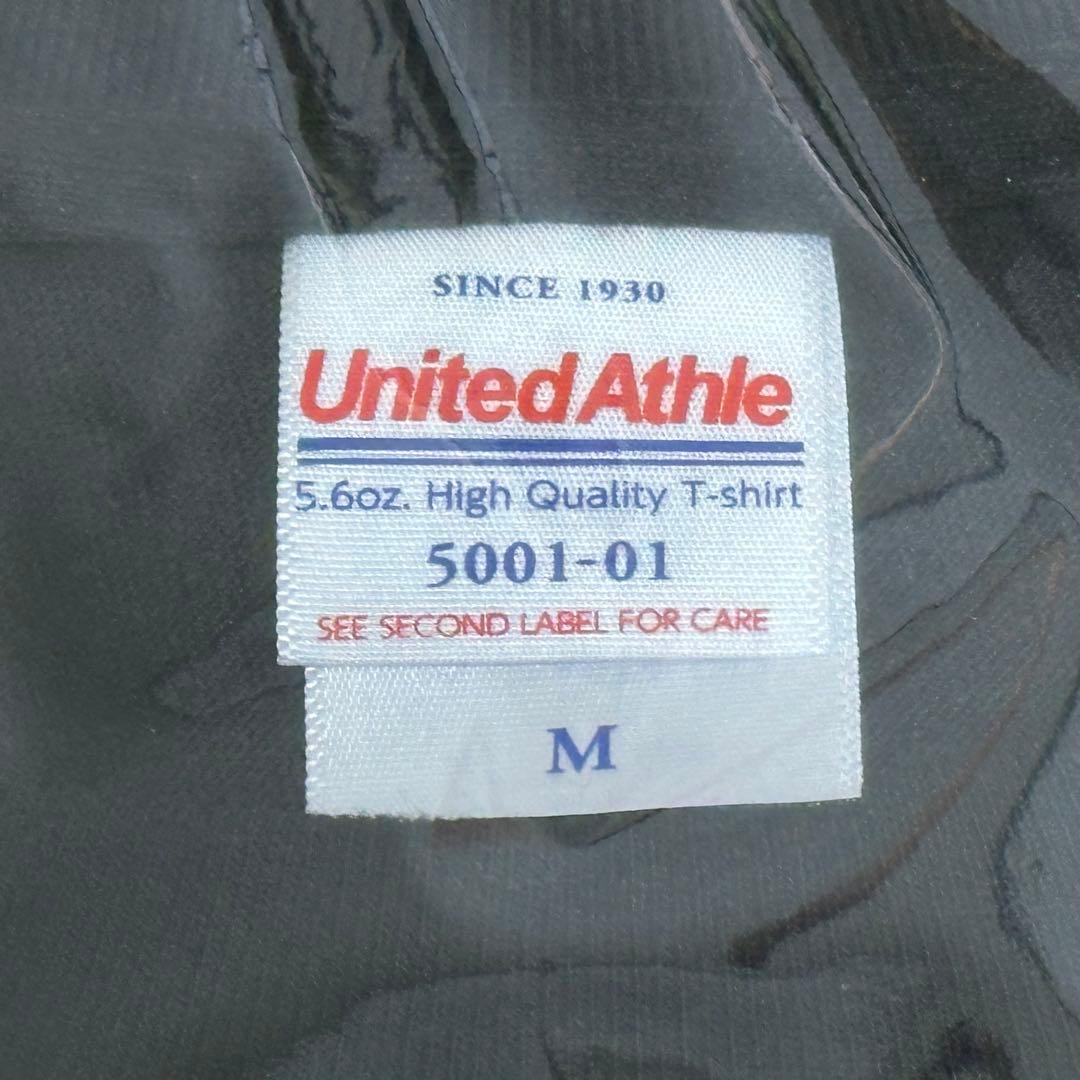 SINCE 1930
United Athle
5.6oz. High Quality T-shirt
5001-01
SEE SECOND LABEL FOR CARE
M